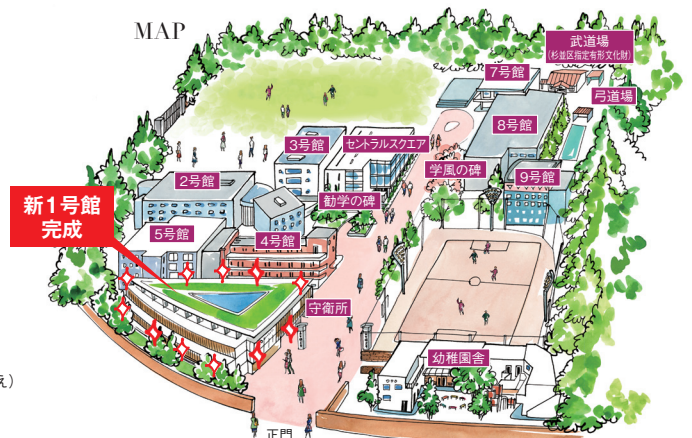 MAP
武道場
(杉並区指定有形文化財)
7号館
弓道場
8号館
3号館
セントラルスクエア
学風の碑
9号館
2号館
勧学の碑
新1号館
完成
5号館
4号館
守衛所
幼稚園舎
え)
正門